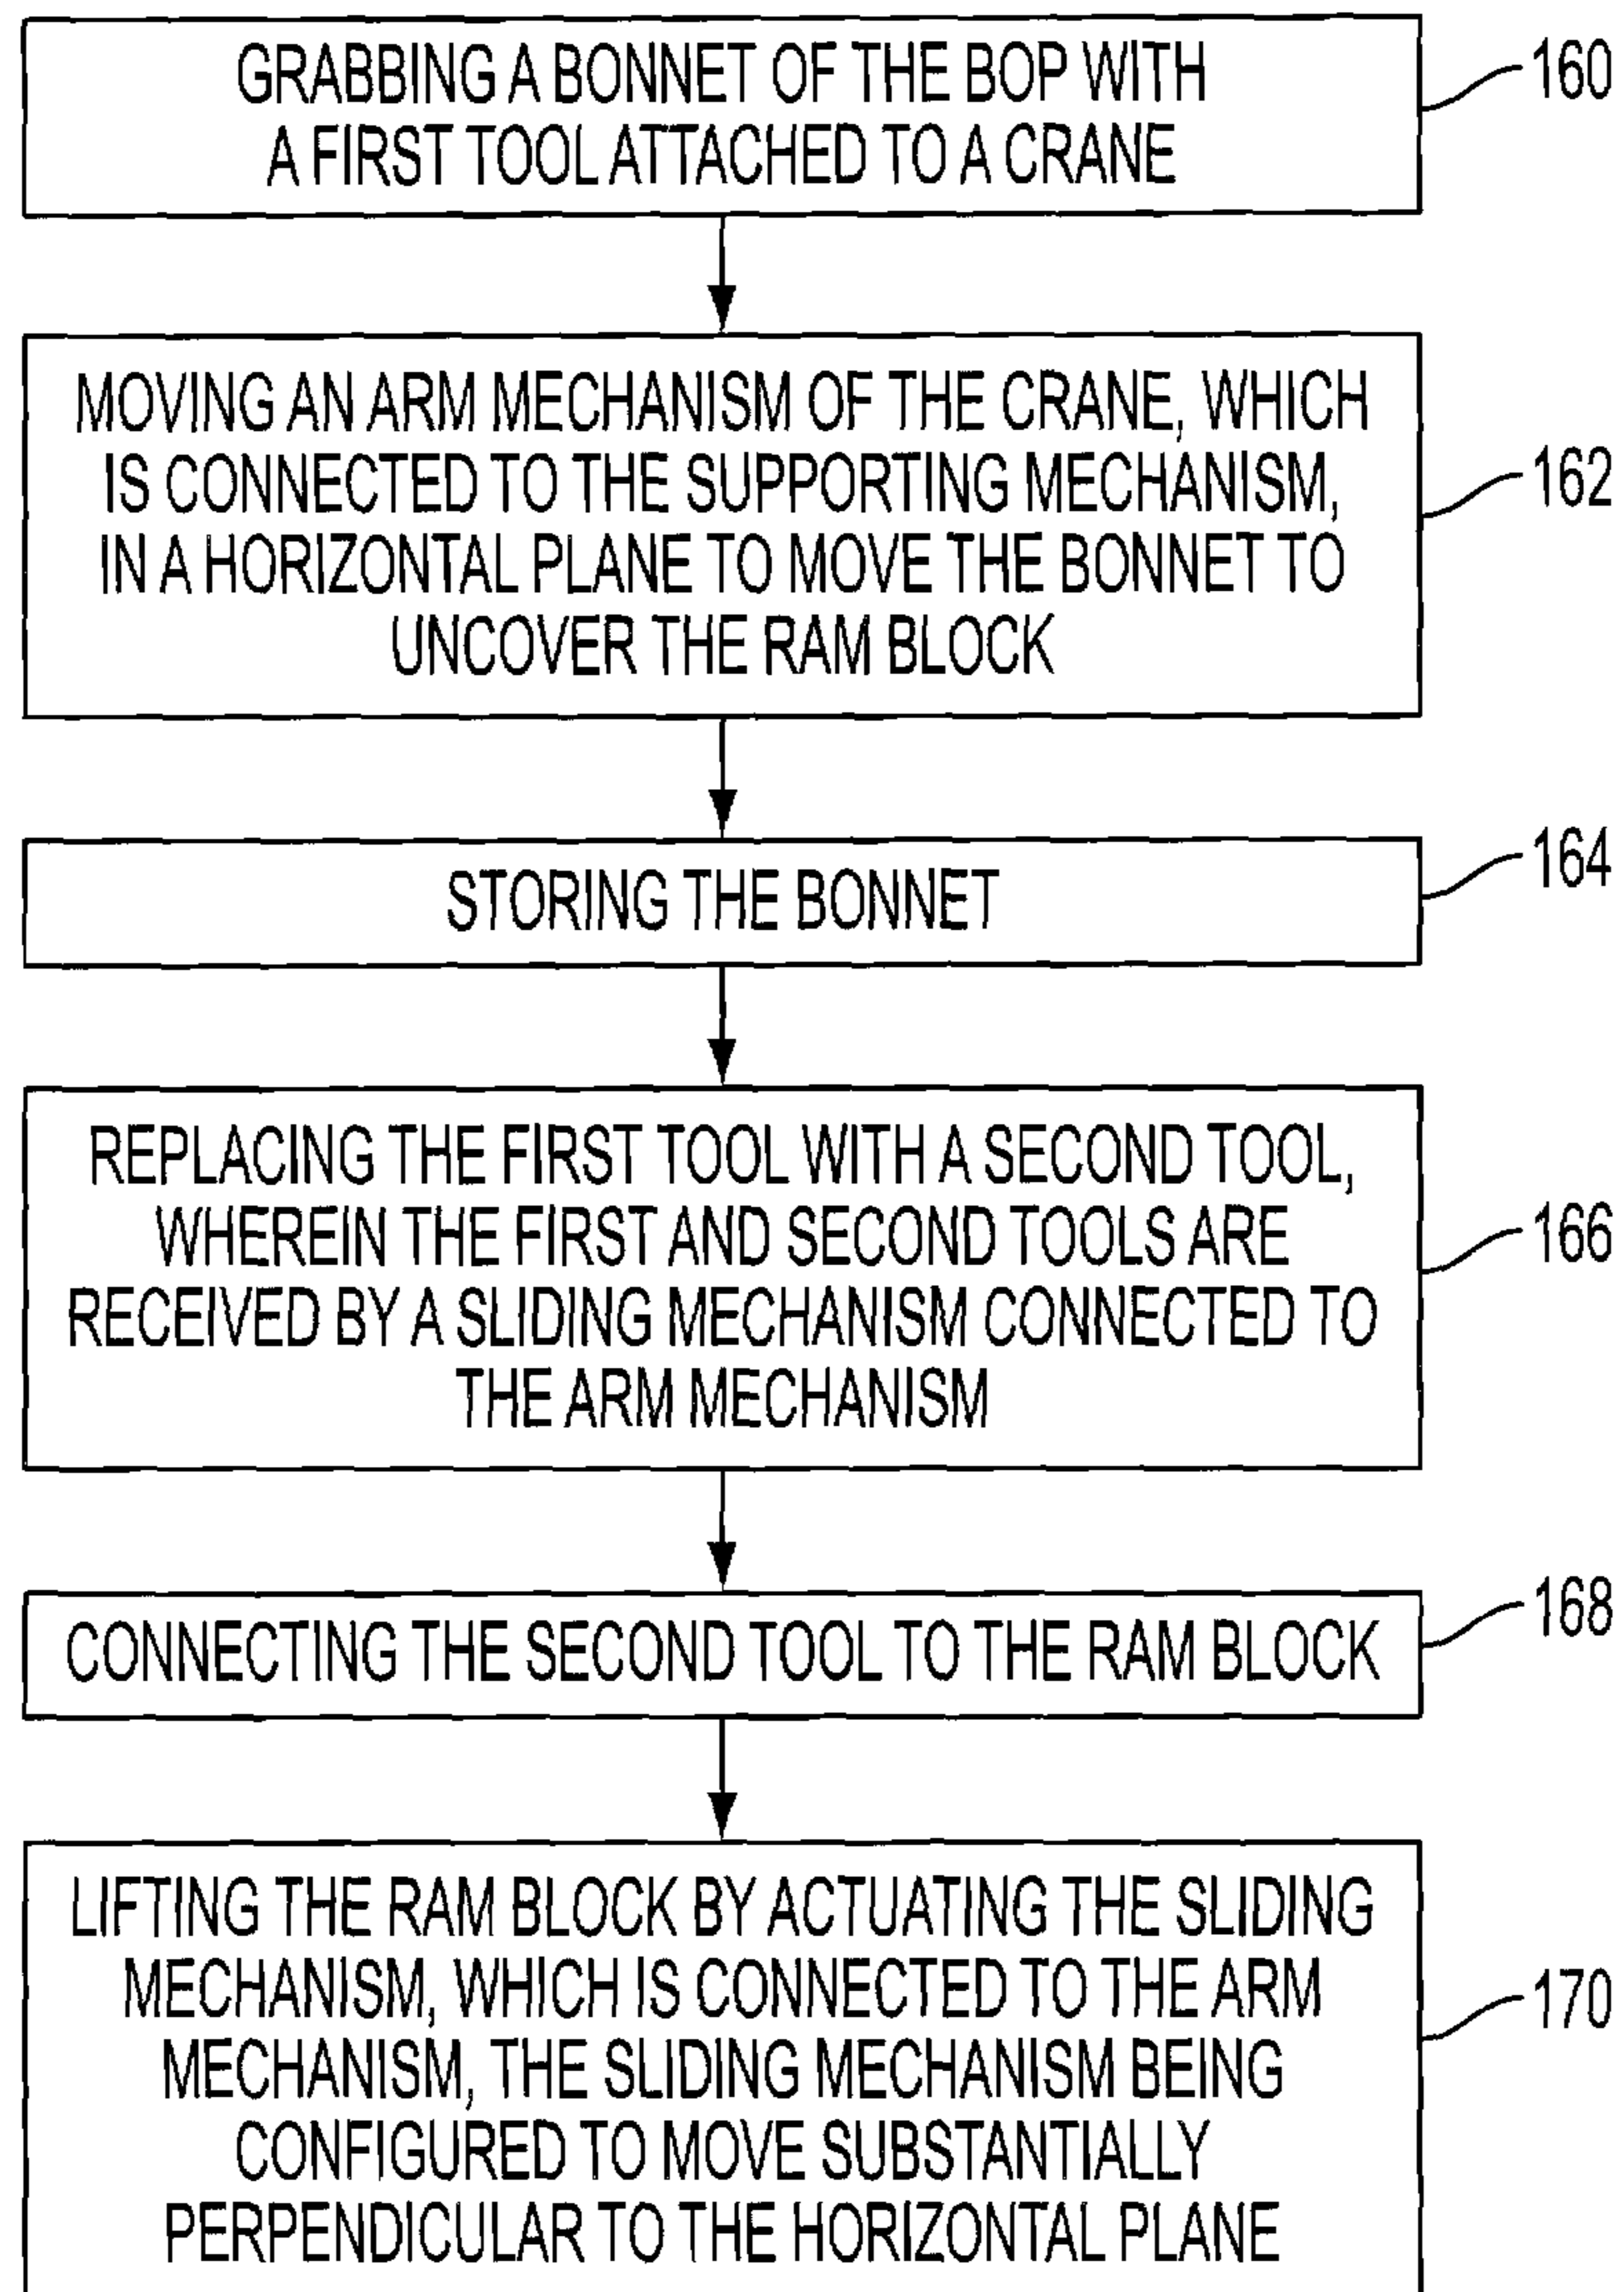 GRABBING A BONNET OF THE BOP WITH
A FIRST TOOL ATTACHED TO A CRANE
160
MOVING AN ARM MECHANISM OF THE CRANE, WHICH
IS CONNECTED TO THE SUPPORTING MECHANISM,
IN A HORIZONTAL PLANE TO MOVE THE BONNET TO
UNCOVER THE RAM BLOCK
162
STORING THE BONNET
164
REPLACING THE FIRST TOOL WITH A SECOND TOOL,
WHEREIN THE FIRST AND SECOND TOOLS ARE
RECEIVED BY A SLIDING MECHANISM CONNECTED TO
THE ARM MECHANISM
166
CONNECTING THE SECOND TOOL TO THE RAM BLOCK
168
LIFTING THE RAM BLOCK BY ACTUATING THE SLIDING
MECHANISM, WHICH IS CONNECTED TO THE ARM
MECHANISM, THE SLIDING MECHANISM BEING
CONFIGURED TO MOVE SUBSTANTIALLY
PERPENDICULAR TO THE HORIZONTAL PLANE
170